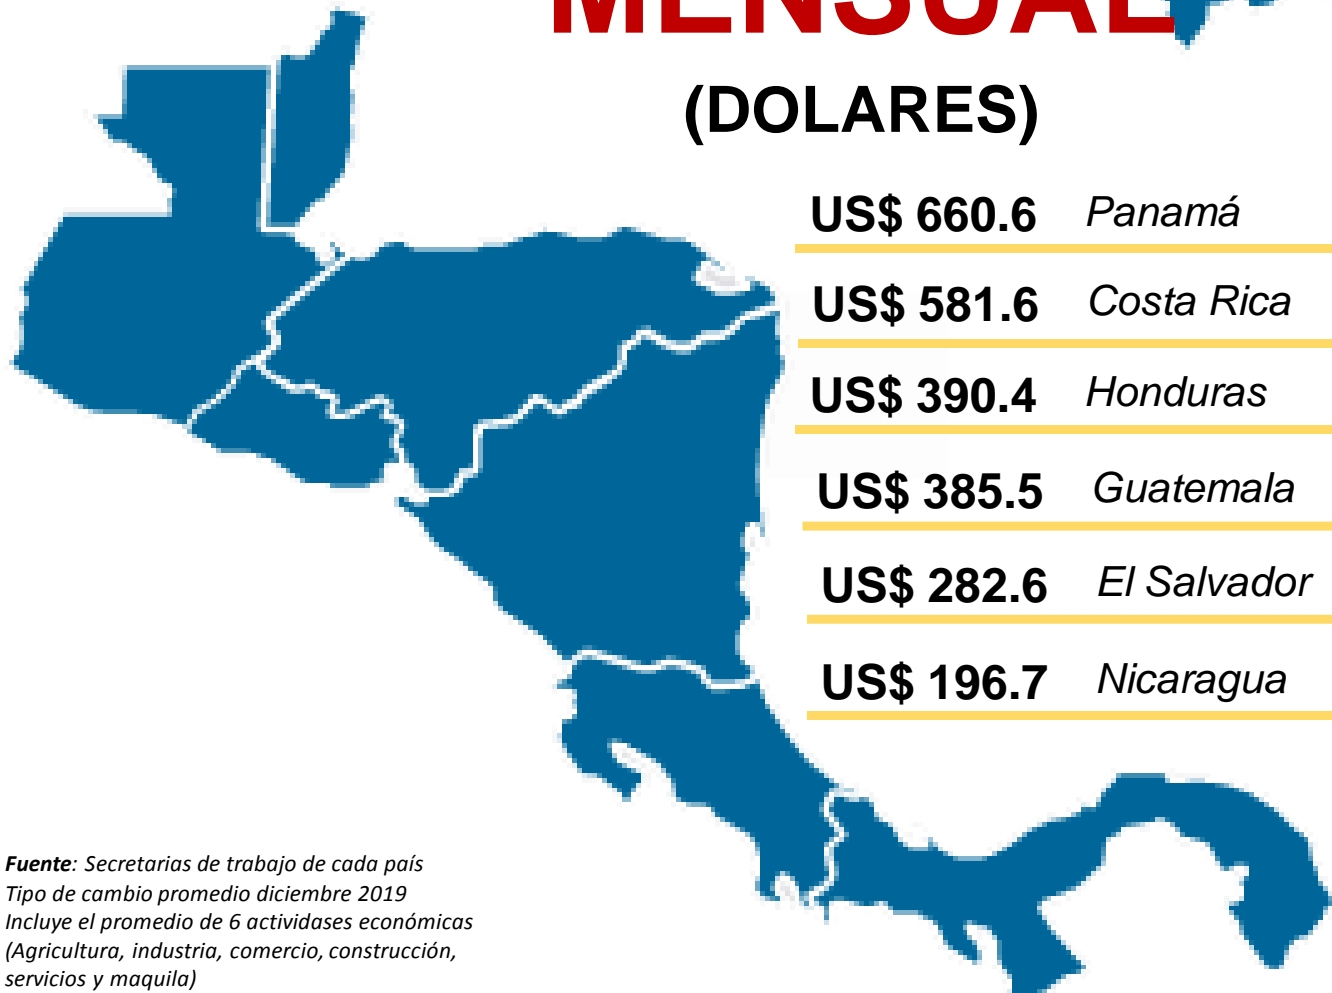 MENSUAL
(DOLARES)
US$ 660.6 Panamá
US$ 581.6 Costa Rica
US$ 390.4 Honduras
US$ 385.5 Guatemala
US$ 282.6 El Salvador
US$ 196.7 Nicaragua
Fuente: Secretarias de trabajo de cada país
Tipo de cambio promedio diciembre 2019
Incluye el promedio de 6 actividases económicas
(Agricultura, industria, comercio, construcción,
servicios y maquila)